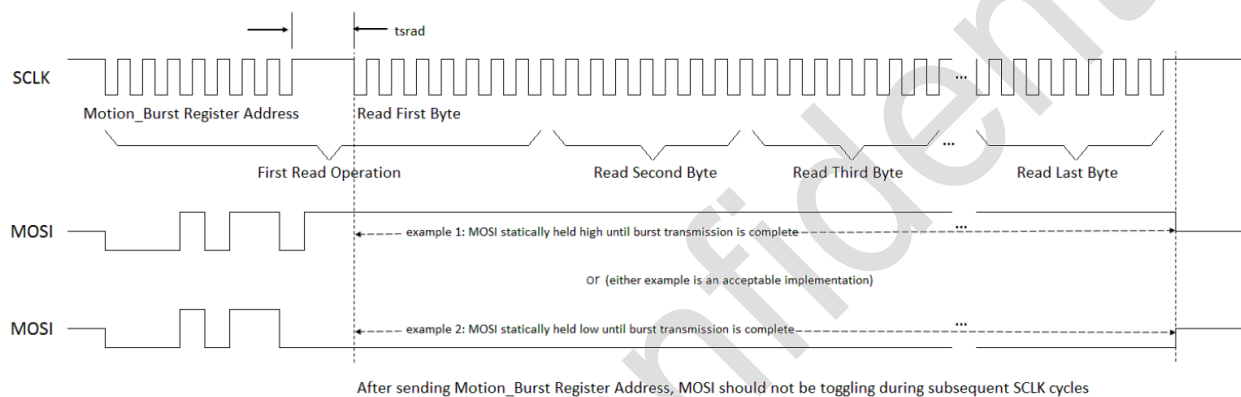 tsrad
SCLK
...
Motion_Burst Register Address
Read First Byte
...
First Read Operation
Read Second Byte
Read Third Byte
Read Last Byte
MOSI
example 1: MOSI statically held high until burst transmission is complete
...
or (either example is an acceptable implementation)
MOSI
example 2: MOSI statically held low until burst transmission is complete
...
After sending Motion_Burst Register Address, MOSI should not be toggling during subsequent SCLK cycles